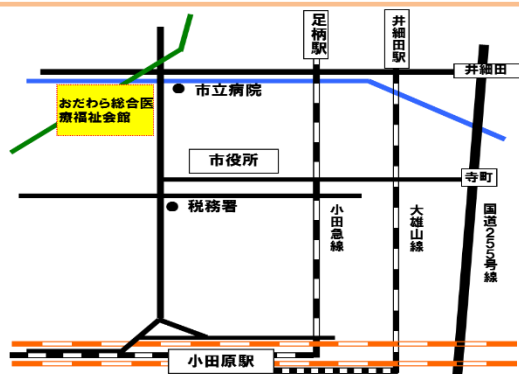 足柄駅
井細田駅
井細田
おだわら総合医
療福祉会館
市立病院
市役所
寺町
税務署
小田急線
大雄山線
国道255号線
小田原駅